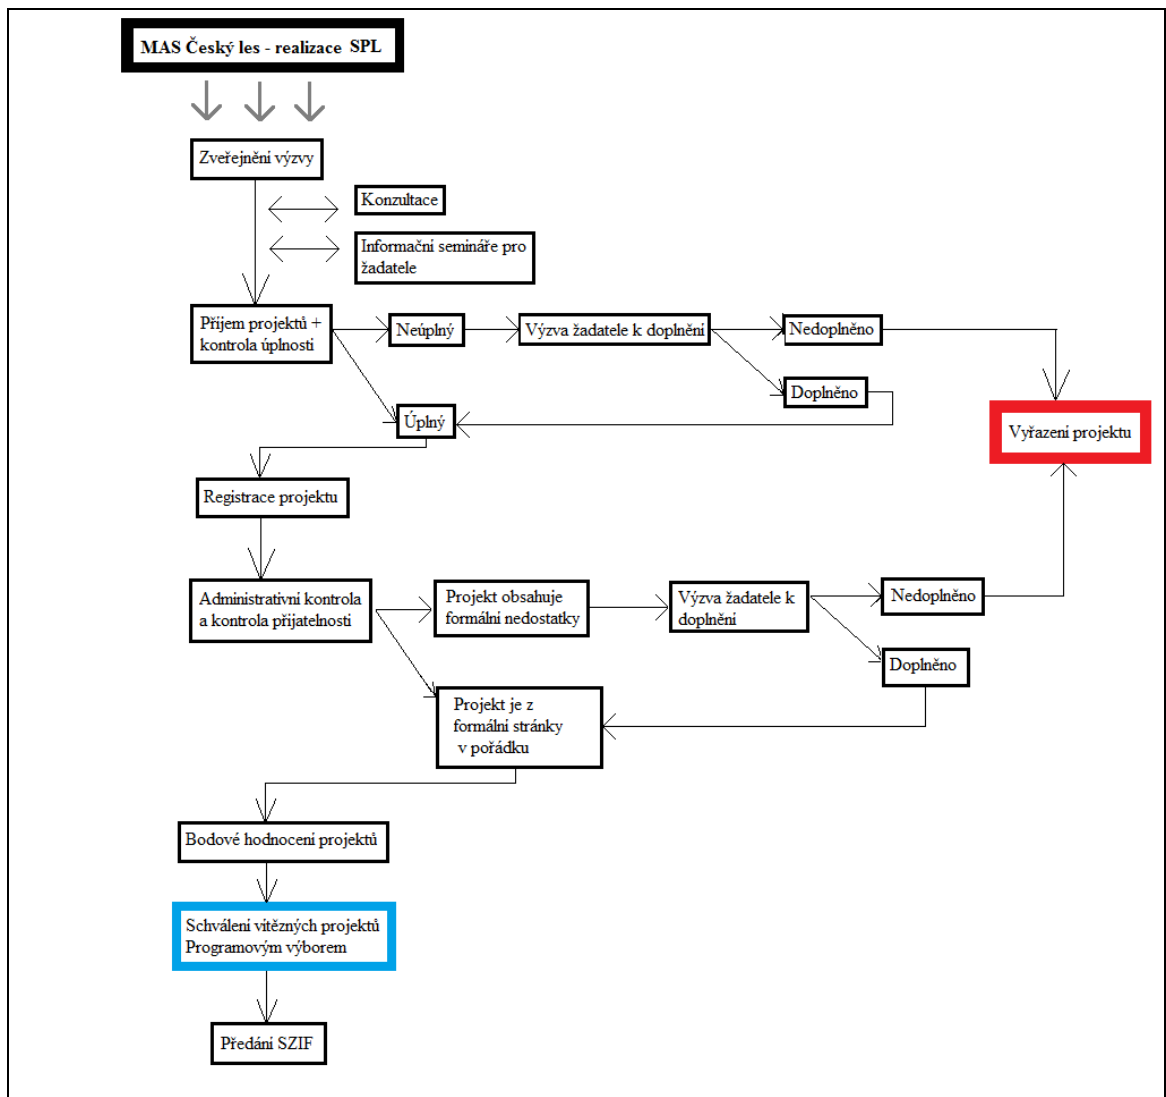 MAS Český les - realizace SPL
Zveřejnění výzvy
Konzultace
Informační semináře pro
žadatele
Příjem projektů +
kontrola úplnosti
Neúplný
Výzva žadatele k doplnění
Nedoplněno
Doplněno
Úplný
Vyřazení projektu
Registrace projektu
Administrativní kontrola
a kontrola přijatelnosti
Projekt obsahuje
formální nedostatky
Výzva žadatele k
doplnění
Nedoplněno
Doplněno
Projekt je z
formální stránky
v pořádku
Bodové hodnocení projektů
Schválení vítězných projektů
Programovým výborem
Předání SZIF